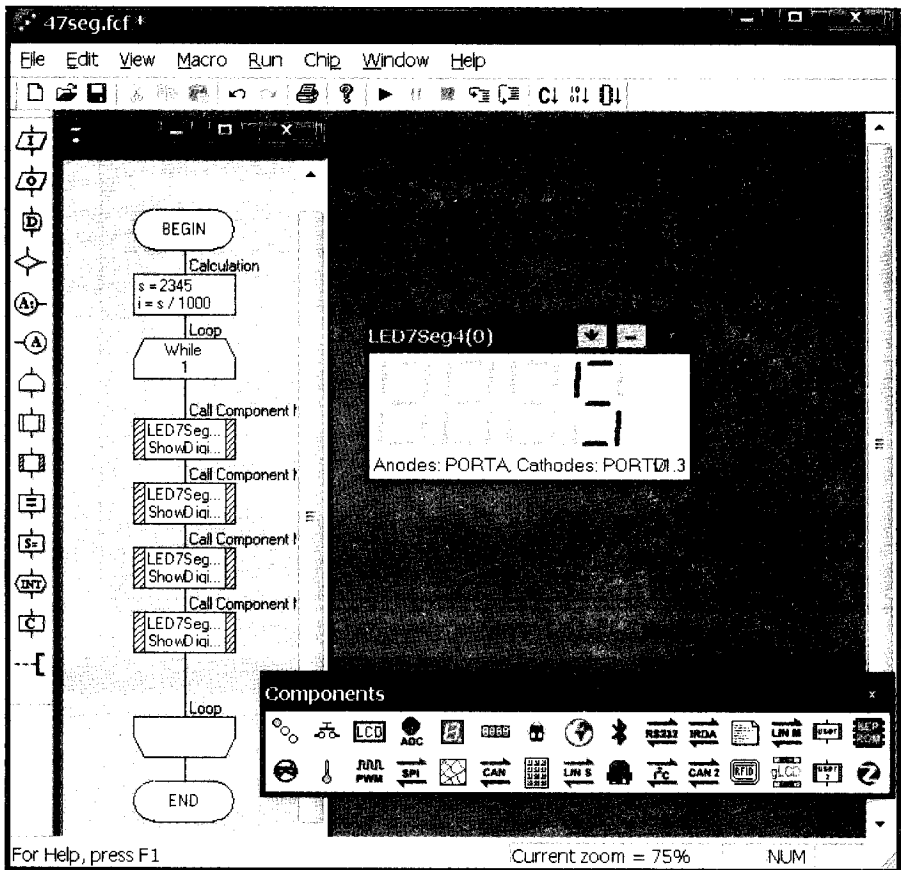 47seg.fcf *
File Edit View Macro Run Chip Window Help
BEGIN
Calculation
s = 2345
i = s / 1000
Loop
While
1
Call Component M
LED7Seg...
ShowDigi...
Call Component M
LED7Seg...
ShowDigi...
Call Component M
LED7Seg...
ShowDigi...
Call Component M
LED7Seg...
ShowDigi...
Loop
END
LED7Seg4(0)
5
Anodes: PORTA, Cathodes: PORTD
Components
LCD ADC RS232 IRDA LIN M user
PWM SPI CAN LIN S I²C CAN 2 RFID gLCD user 2
For Help, press F1
Current zoom = 75%
NUM